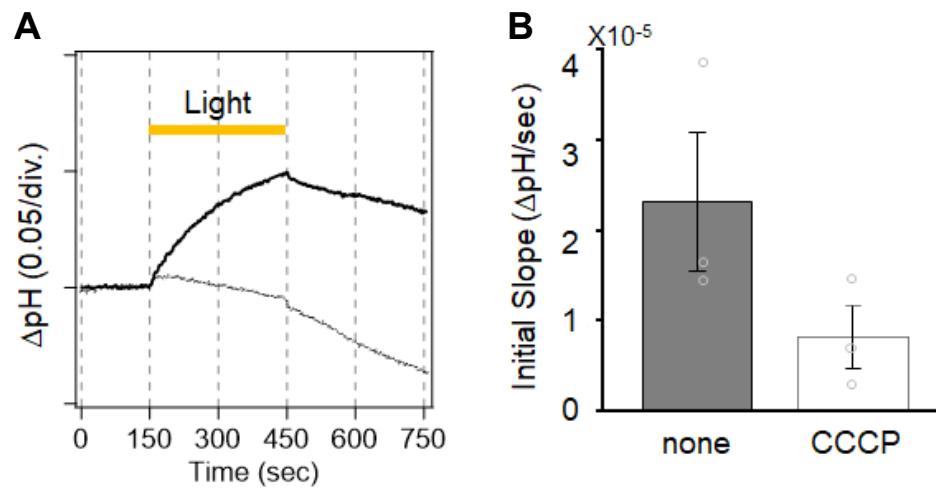 A
Light
ΔpH (0.05/div.)
0 150 300 450 600 750
Time (sec)
B
X10⁻⁵
4
3
2
1
0
Initial Slope (ΔpH/sec)
none CCCP